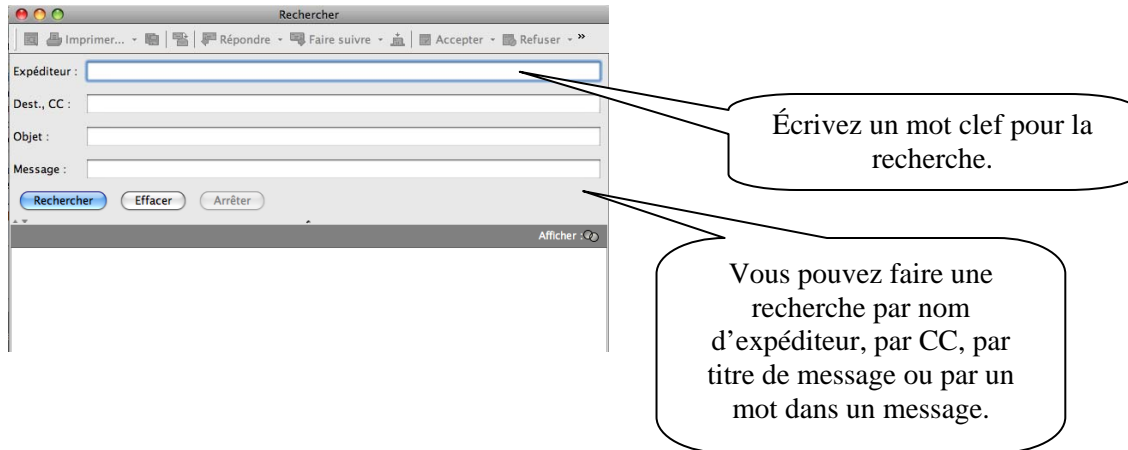 Rechercher
Imprimer... Répondre Faire suivre Accepter Refuser »
Expéditeur :
Dest., CC :
Objet :
Message :
Rechercher Effacer Arrêter
Afficher :
Écrivez un mot clef pour la
recherche.
Vous pouvez faire une
recherche par nom
d’expéditeur, par CC, par
titre de message ou par un
mot dans un message.